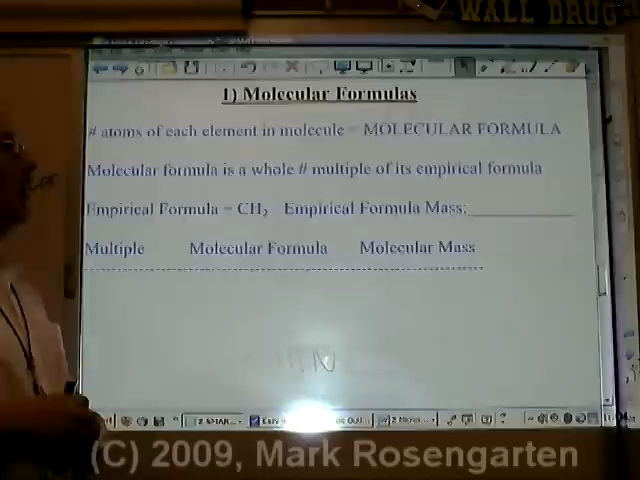 WALL DRUG
1) Molecular Formulas
# atoms of each element in molecule = MOLECULAR FORMULA
Molecular formula is a whole # multiple of its empirical formula
Empirical Formula = CH₂ Empirical Formula Mass:____________
Multiple Molecular Formula Molecular Mass
(C) 2009, Mark Rosengarten